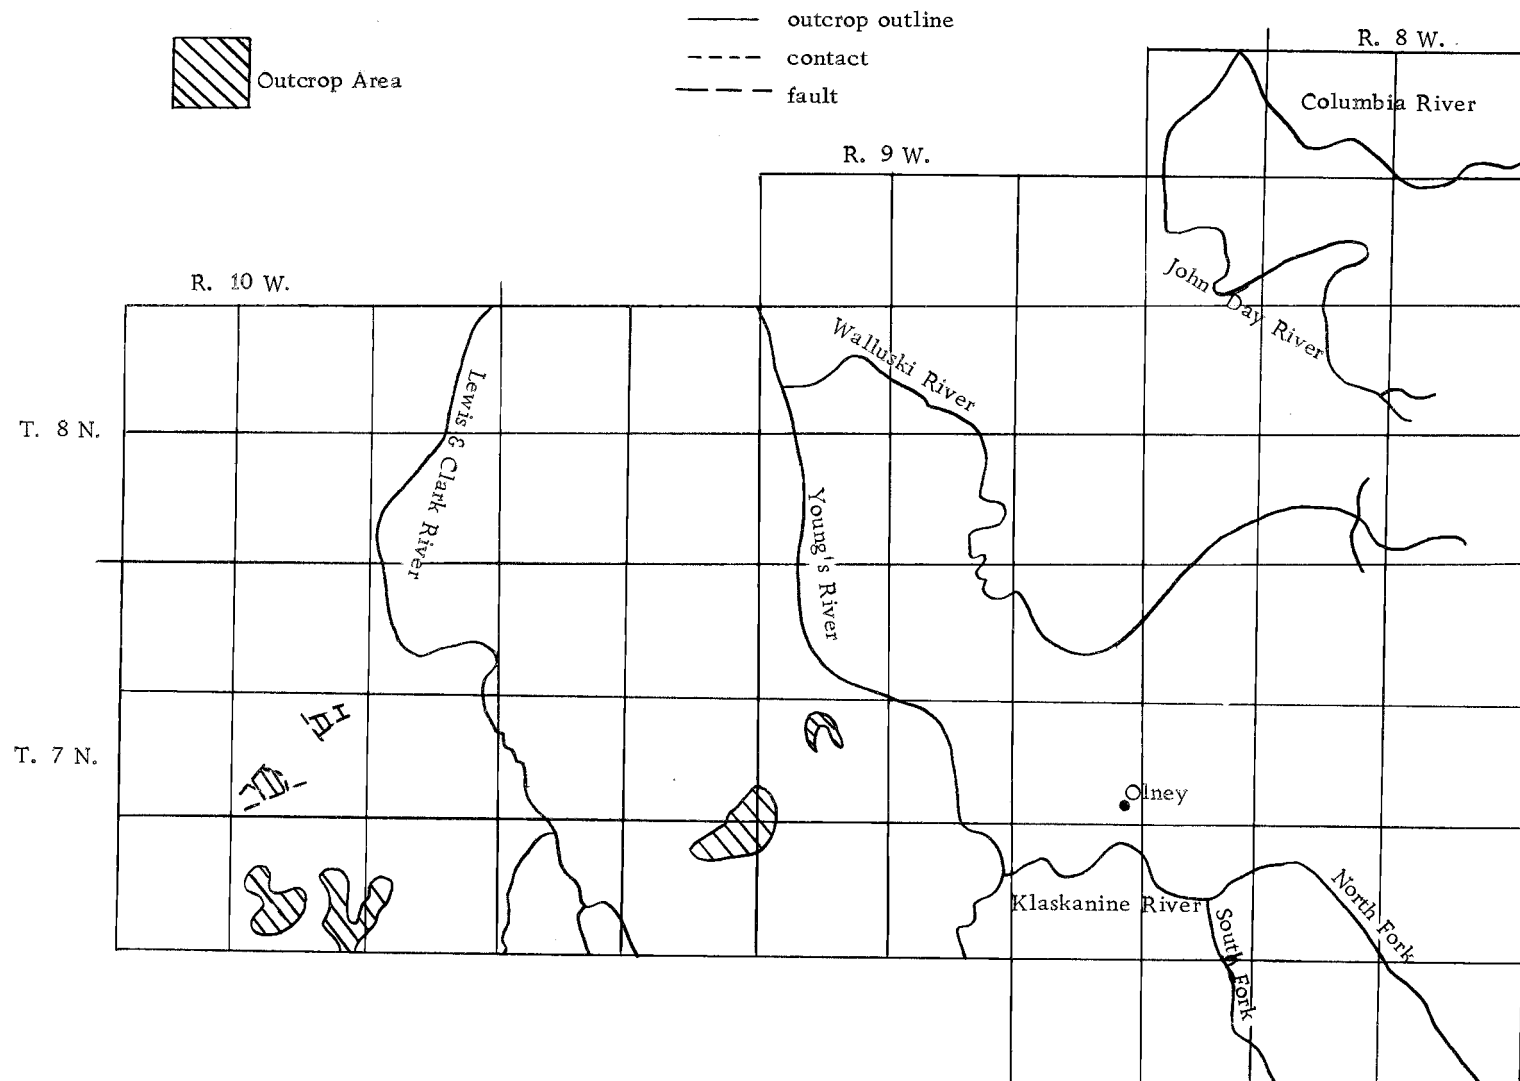 outcrop outline
contact
fault
Outcrop Area
R. 8 W.
Columbia River
R. 9 W.
John Day River
R. 10 W.
Walluski River
Lewis & Clark River
T. 8 N.
Young's River
T. 7 N.
Olney
Klaskanine River
North Fork
South Fork